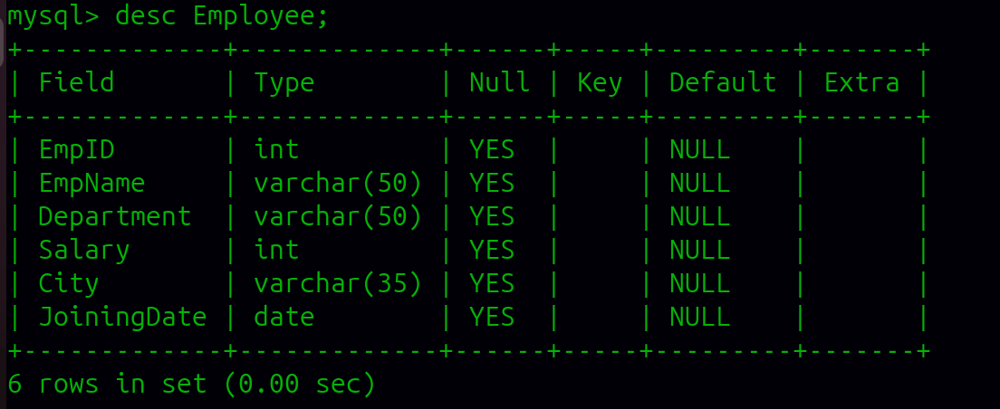 mysql> desc Employee;
+-------------+-------------+------+-----+---------+-------+
| Field       | Type        | Null | Key | Default | Extra |
+-------------+-------------+------+-----+---------+-------+
| EmpID       | int         | YES  |     | NULL    |       |
| EmpName     | varchar(50) | YES  |     | NULL    |       |
| Department  | varchar(50) | YES  |     | NULL    |       |
| Salary      | int         | YES  |     | NULL    |       |
| City        | varchar(35) | YES  |     | NULL    |       |
| JoiningDate | date        | YES  |     | NULL    |       |
+-------------+-------------+------+-----+---------+-------+
6 rows in set (0.00 sec)